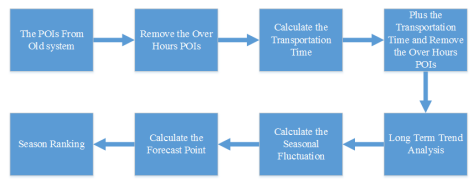 The POIs From
Old system
Remove the Over
Hours POIs
Calculate the
Transportation
Time
Plus the
Transportation
Time and Remove
the Over Hours
POIs
Long Term Trend
Analysis
Calculate the
Seasonal
Fluctuation
Calculate the
Forecast Point
Season Ranking